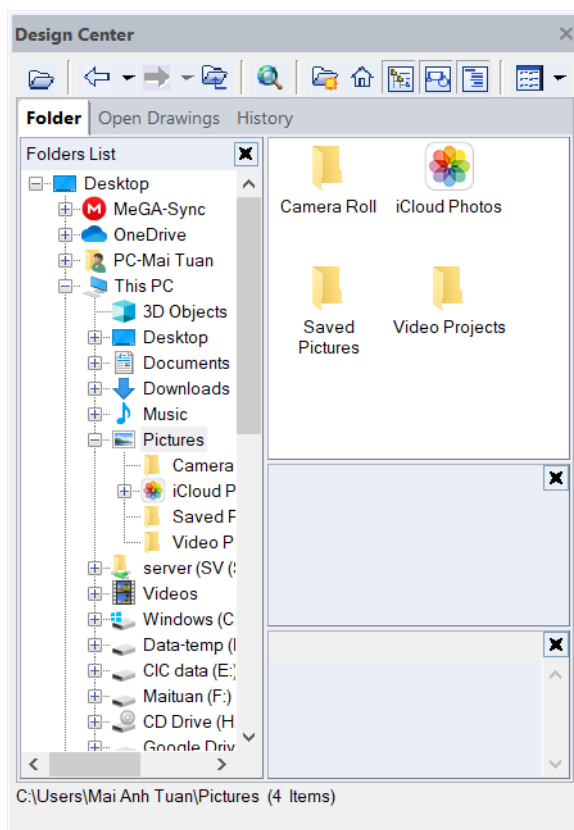 Design Center
Folder Open Drawings History
Folders List
Desktop
MeGA-Sync
OneDrive
PC-Mai Tuan
This PC
3D Objects
Desktop
Documents
Downloads
Music
Pictures
Camera
iCloud P
Saved
Video P
server (SV (
Videos
Windows (C
Data-temp (
CIC data (E:)
Maituan (F:)
CD Drive (H
Google Driv
Camera Roll iCloud Photos
Saved Video Projects
Pictures
C:\Users\Mai Anh Tuan\Pictures (4 Items)